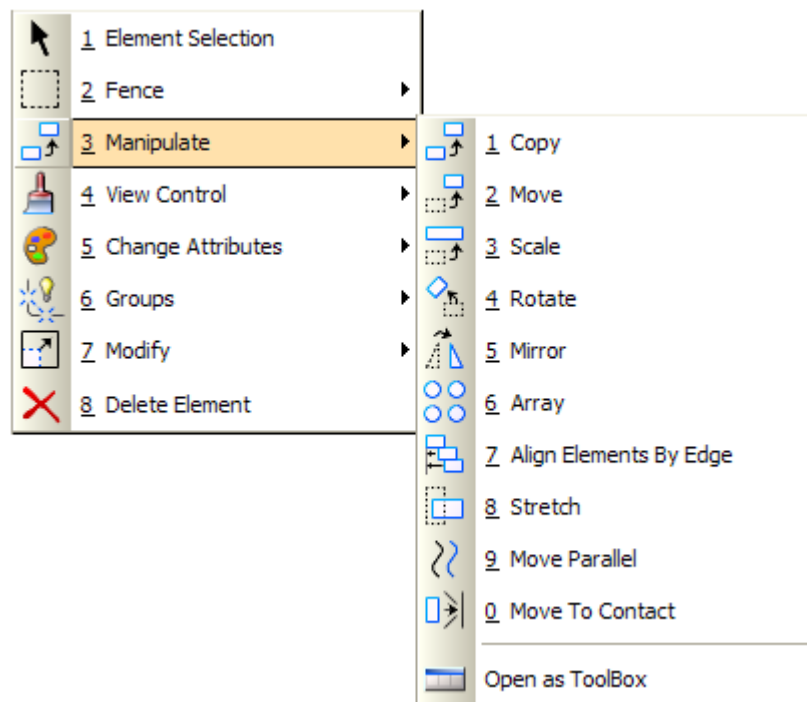 1 Element Selection
2 Fence
3 Manipulate
4 View Control
5 Change Attributes
6 Groups
7 Modify
8 Delete Element
1 Copy
2 Move
3 Scale
4 Rotate
5 Mirror
6 Array
7 Align Elements By Edge
8 Stretch
9 Move Parallel
0 Move To Contact
Open as ToolBox